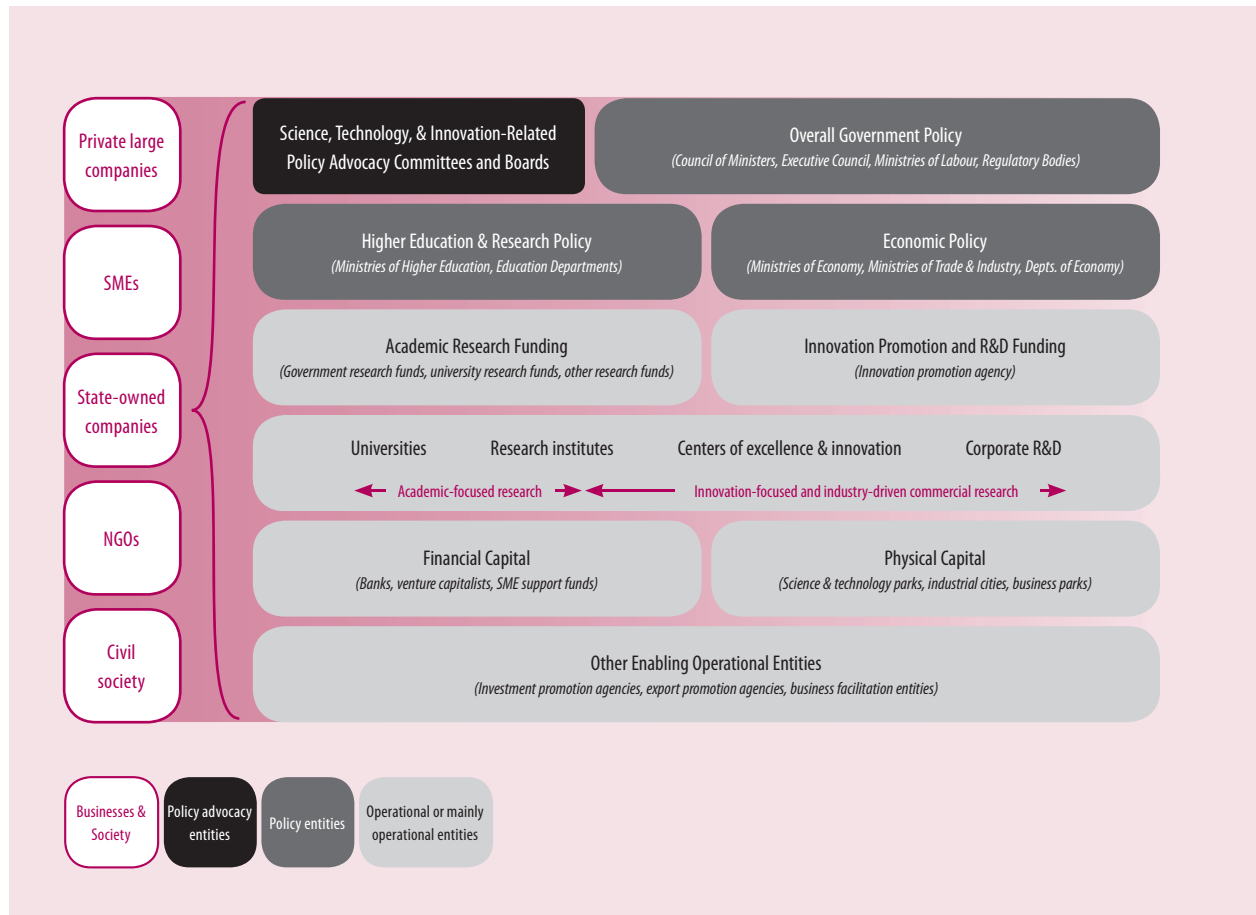 Private large
companies
SMEs
State-owned
companies
NGOs
Civil
society
Science, Technology, & Innovation-Related
Policy Advocacy Committees and Boards
Overall Government Policy
(Council of Ministers, Executive Council, Ministries of Labour, Regulatory Bodies)
Higher Education & Research Policy
(Ministries of Higher Education, Education Departments)
Economic Policy
(Ministries of Economy, Ministries of Trade & Industry, Depts. of Economy)
Academic Research Funding
(Government research funds, university research funds, other research funds)
Innovation Promotion and R&D Funding
(Innovation promotion agency)
Universities
Research institutes
Centers of excellence & innovation
Corporate R&D
Academic-focused research
Innovation-focused and industry-driven commercial research
Financial Capital
(Banks, venture capitalists, SME support funds)
Physical Capital
(Science & technology parks, industrial cities, business parks)
Other Enabling Operational Entities
(Investment promotion agencies, export promotion agencies, business facilitation entities)
Businesses &
Society
Policy advocacy
entities
Policy entities
Operational or mainly
operational entities